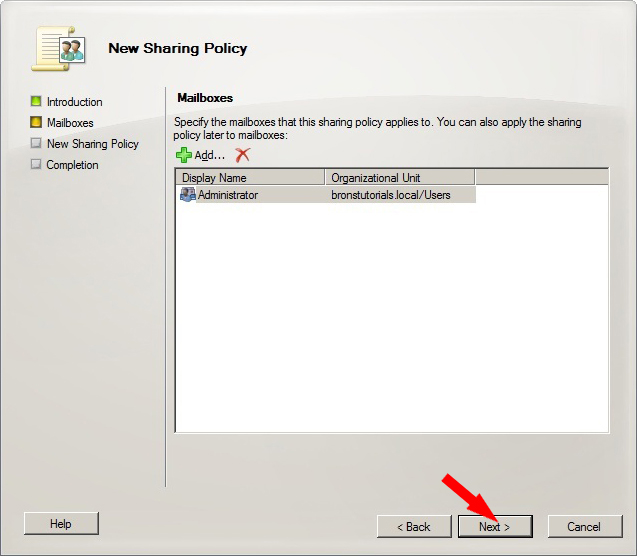 New Sharing Policy
Introduction
Mailboxes
New Sharing Policy
Completion
Mailboxes
Specify the mailboxes that this sharing policy applies to. You can also apply the sharing
policy later to mailboxes:
Add...
Display Name Organizational Unit
Administrator bronstutorials.local/Users
Help < Back Next > Cancel